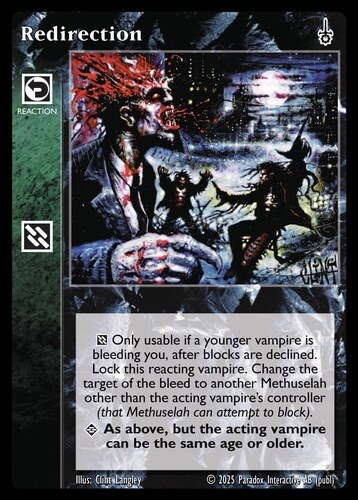 Redirection
REACTION
Only usable if a younger vampire is
bleeding you, after blocks are declined.
Lock this reacting vampire. Change the
target of the bleed to another Methuselah
other than the acting vampire's controller
(that Methuselah can attempt to block).
As above, but the acting vampire
can be the same age or older.
Illus: Clint Langley © 2025 Paradox Interactive AB (publ)